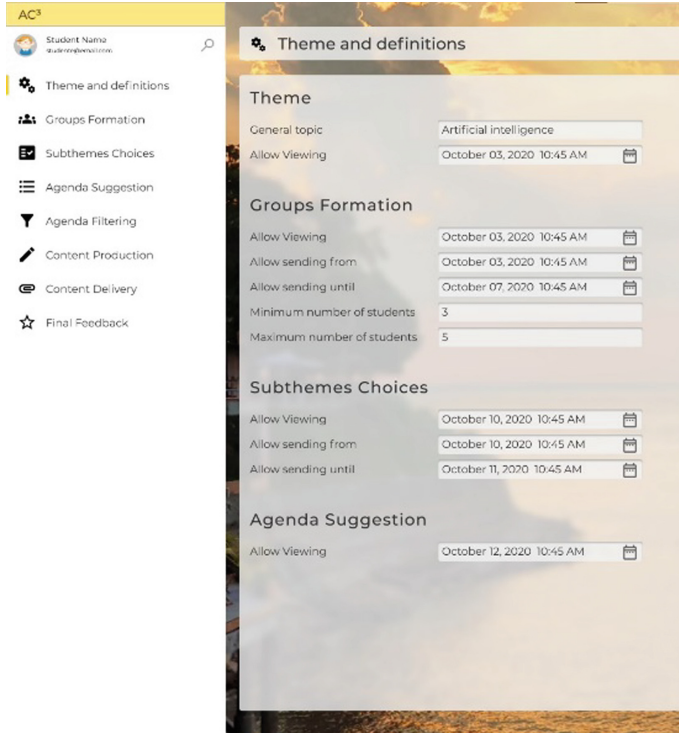 AC³
Student Name
student@email.com
Theme and definitions
Groups Formation
Subthemes Choices
Agenda Suggestion
Agenda Filtering
Content Production
Content Delivery
Final Feedback
Theme and definitions
Theme
General topic Artificial intelligence
Allow Viewing October 03, 2020 10:45 AM
Groups Formation
Allow Viewing October 03, 2020 10:45 AM
Allow sending from October 03, 2020 10:45 AM
Allow sending until October 07, 2020 10:45 AM
Minimum number of students 3
Maximum number of students 5
Subthemes Choices
Allow Viewing October 10, 2020 10:45 AM
Allow sending from October 10, 2020 10:45 AM
Allow sending until October 11, 2020 10:45 AM
Agenda Suggestion
Allow Viewing October 12, 2020 10:45 AM